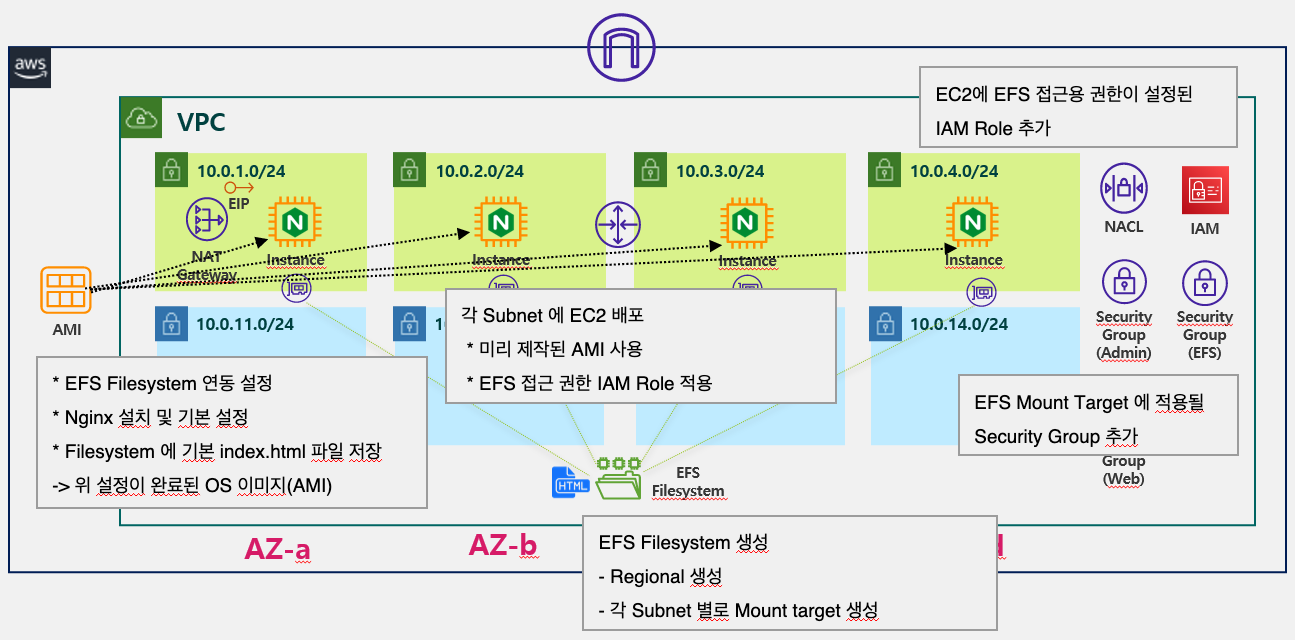 aws
EC2에 EFS 접근용 권한이 설정된
IAM Role 추가
VPC
10.0.1.0/24
10.0.2.0/24
10.0.3.0/24
10.0.4.0/24
EIP
NAT
Gateway
Instance
Instance
Instance
Instance
NACL
IAM
AMI
10.0.11.0/24
10.0.14.0/24
Security
Group
(Admin)
Security
Group
(EFS)
각 Subnet 에 EC2 배포
* 미리 제작된 AMI 사용
* EFS 접근 권한 IAM Role 적용
* EFS Filesystem 연동 설정
* Nginx 설치 및 기본 설정
* Filesystem 에 기본 index.html 파일 저장
-> 위 설정이 완료된 OS 이미지(AMI)
EFS Mount Target 에 적용될
Security Group 추가
Group
(Web)
HTML
EFS
Filesystem
AZ-a
AZ-b
EFS Filesystem 생성
- Regional 생성
- 각 Subnet 별로 Mount target 생성